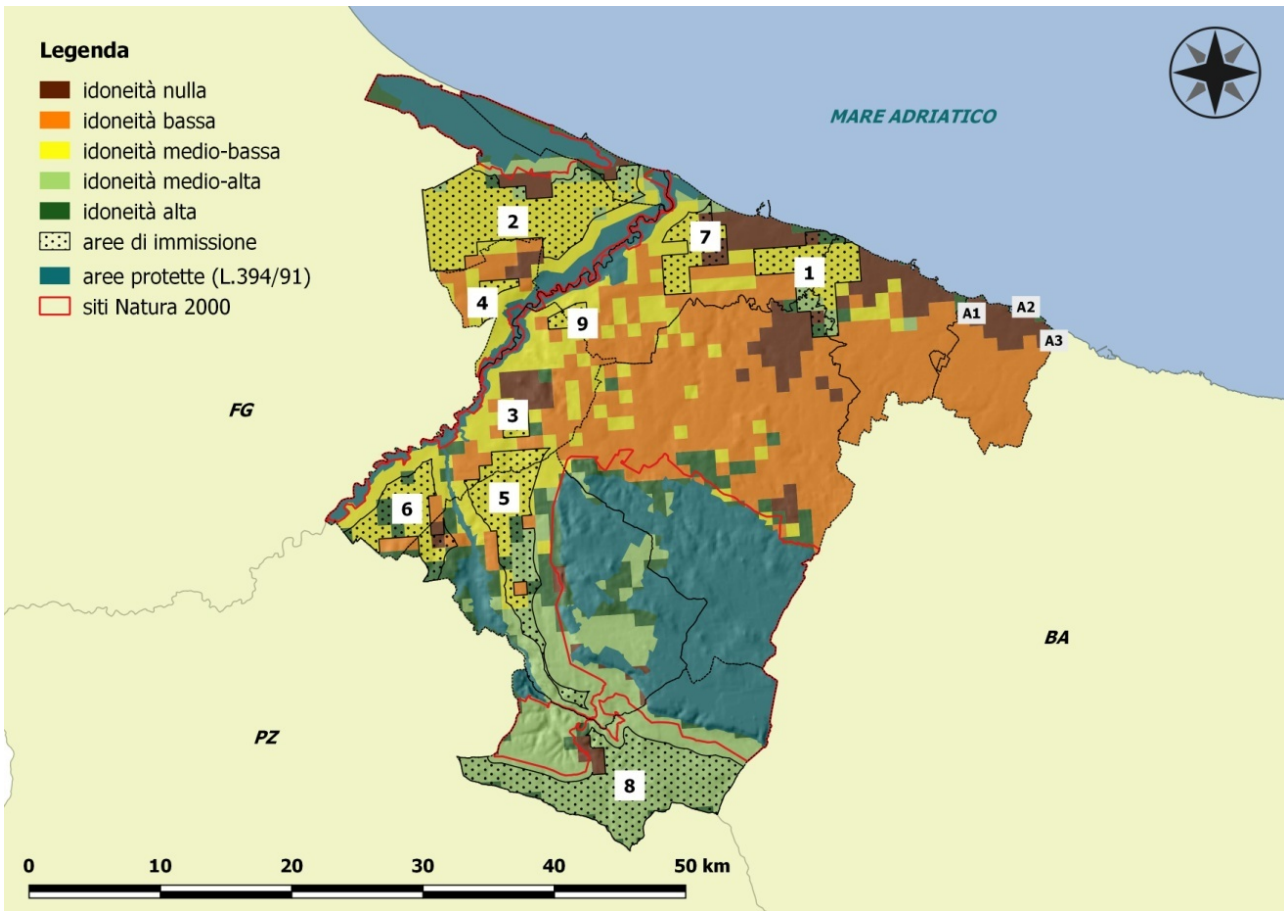 Legenda
idoneità nulla
idoneità bassa
idoneità medio-bassa
idoneità medio-alta
idoneità alta
aree di immissione
aree protette (L.394/91)
siti Natura 2000
MARE ADRIATICO
2
7
1
4
9
A1
A2
A3
FG
3
5
6
BA
PZ
8
0 10 20 30 40 50 km